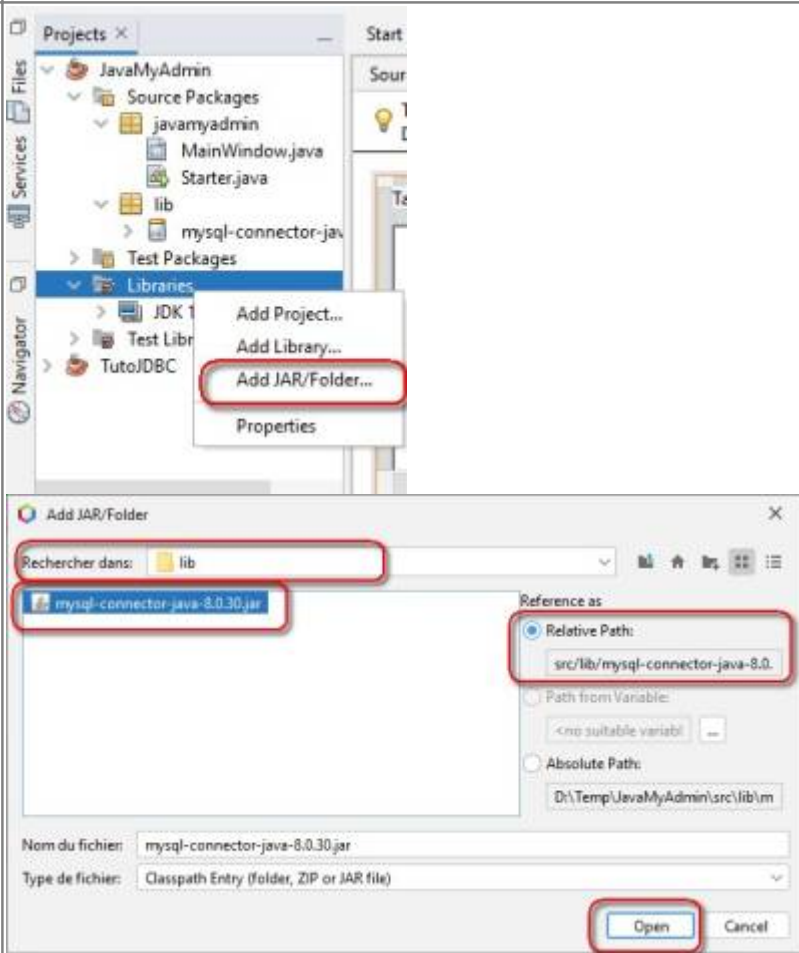 Projects ×
Start
Files
Services
Navigator
JavaMyAdmin
Sour
Source Packages
javamyadmin
MainWindow.java
Starter.java
Ta
lib
mysql-connector-jav
Test Packages
Libraries
JDK 1
Add Project...
Test Libr
Add Library...
TutoJDBC
Add JAR/Folder...
Properties
Add JAR/Folder
Rechercher dans: lib
mysql-connector-java-8.0.30.jar
Reference as
Relative Path:
src/lib/mysql-connector-java-8.0.
Path from Variable:
<no suitable variabl ...
Absolute Path:
D:\Temp\JavaMyAdmin\src\lib\m
Nom du fichier: mysql-connector-java-8.0.30.jar
Type de fichier: Classpath Entry (folder, ZIP or JAR file)
Open Cancel